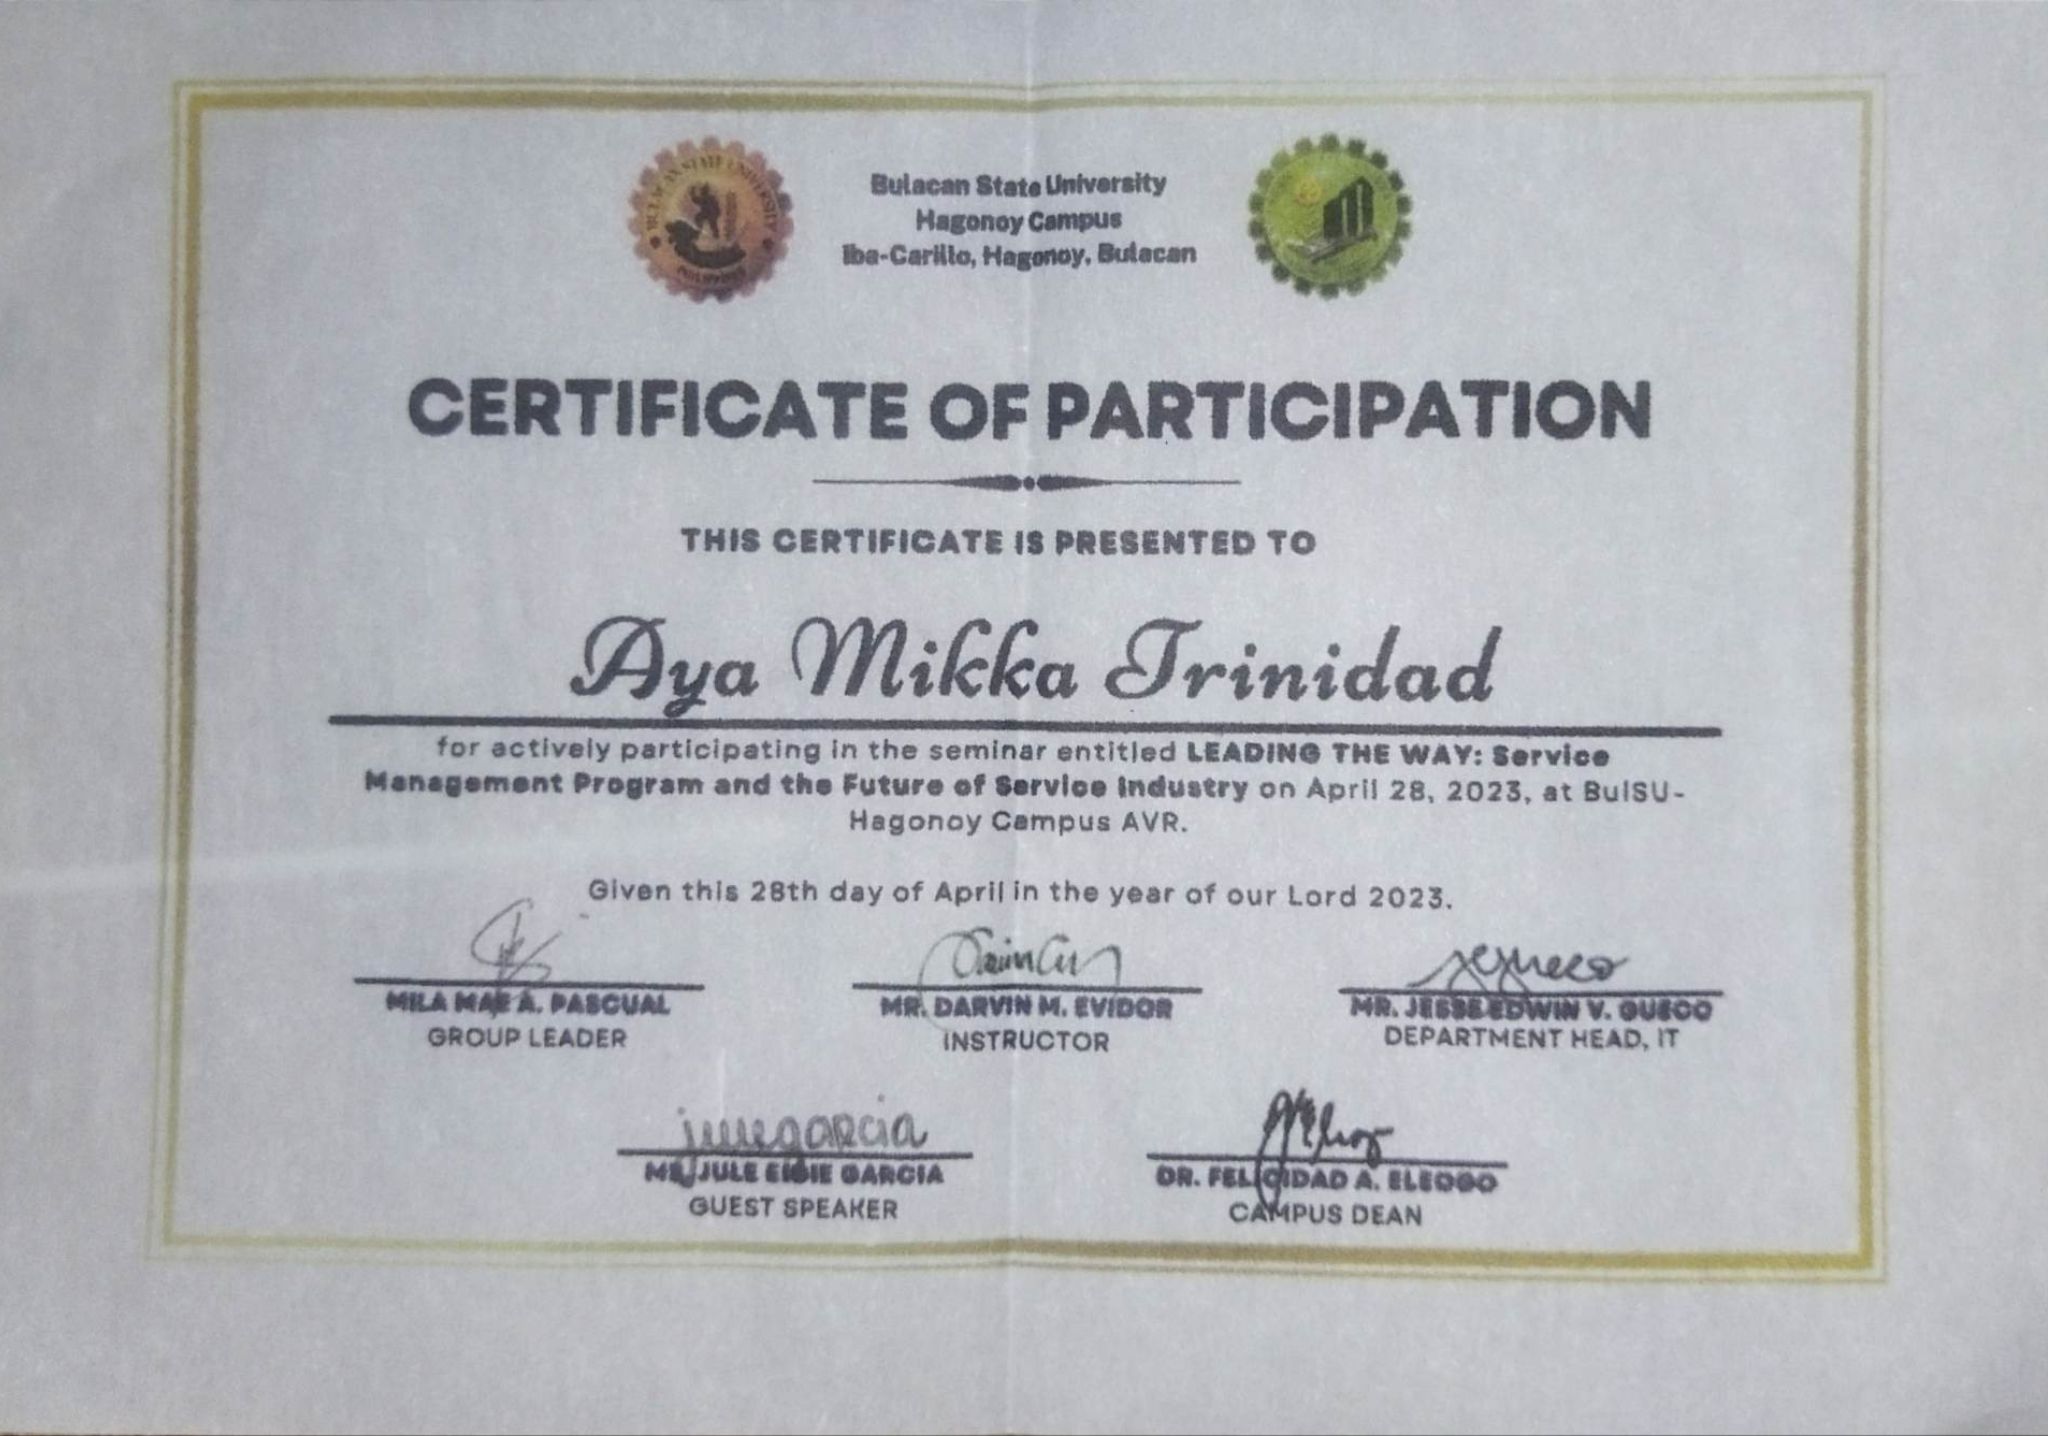 BULACAN STATE UNIVERSITY
PHILIPPINES
Bulacan State University
Hagonoy Campus
Iba-Carillo, Hagonoy, Bulacan
CERTIFICATE OF PARTICIPATION
THIS CERTIFICATE IS PRESENTED TO
Aya Mikka Trinidad
for actively participating in the seminar entitled LEADING THE WAY: Service
Management Program and the Future of Service Industry on April 28, 2023, at BulSU-
Hagonoy Campus AVR.
Given this 28th day of April in the year of our Lord 2023.
MILA MAE A. PASCUAL
GROUP LEADER
MR. DARVIN M. EVIDOR
INSTRUCTOR
jegueco
MR. JESSE EDWIN V. GUECO
DEPARTMENT HEAD, IT
julegarcia
JULE GARCIA
GUEST SPEAKER
DR. FELICIDAD A.
CAMPUS DEAN